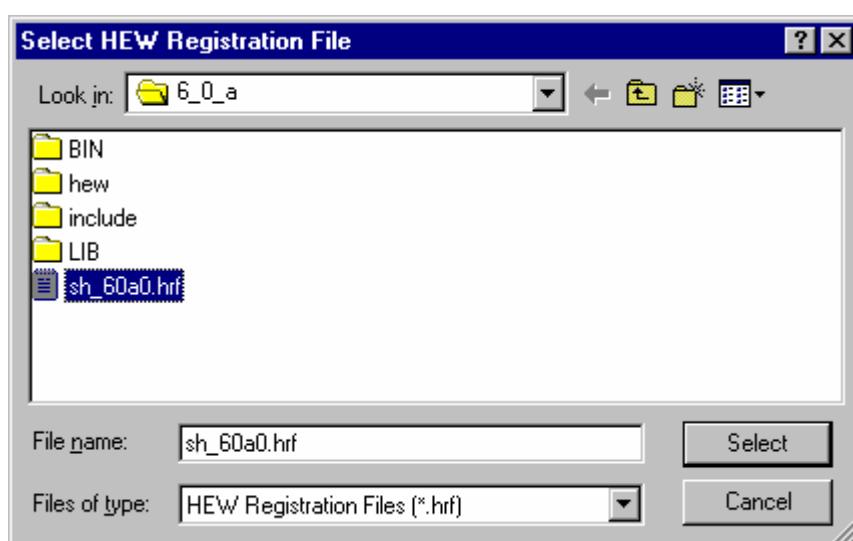 Select HEW Registration File
Look in: 6_0_a
BIN
hew
include
LIB
sh_60a0.hrf
File name: sh_60a0.hrf Select
Files of type: HEW Registration Files (*.hrf) Cancel